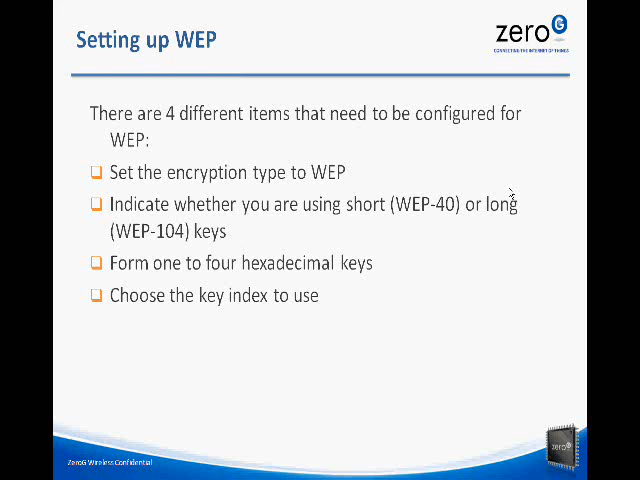 Setting up WEP
zeroG
CONNECTING THE INTERNET OF THINGS
There are 4 different items that need to be configured for
WEP:
Set the encryption type to WEP
Indicate whether you are using short (WEP-40) or long
(WEP-104) keys
Form one to four hexadecimal keys
Choose the key index to use
ZeroG Wireless Confidential
zeroG